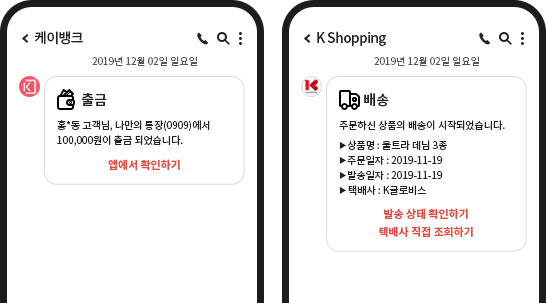 케이뱅크
2019년 12월 02일 일요일
출금
홍*동 고객님, 나만의 통장(0909)에서
100,000원이 출금 되었습니다.
앱에서 확인하기
K Shopping
2019년 12월 02일 일요일
배송
주문하신 상품의 배송이 시작되었습니다.
▶상품명 : 울트라 데님 3종
▶주문일자 : 2019-11-19
▶발송일자 : 2019-11-19
▶택배사 : K글로비스
발송 상태 확인하기
택배사 직접 조회하기